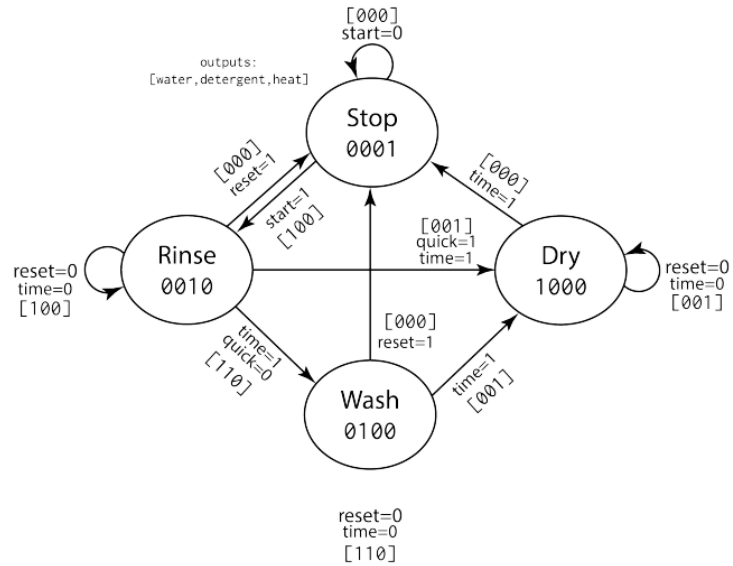 [000]
start=0
outputs:
[water,detergent,heat]
Stop
0001
[000]
reset=1
start=1
[100]
[000]
time=1
Rinse
0010
[001]
quick=1
time=1
Dry
1000
reset=0
time=0
[100]
reset=0
time=0
[001]
time=1
quick=0
[110]
[000]
reset=1
time=1
[001]
Wash
0100
reset=0
time=0
[110]